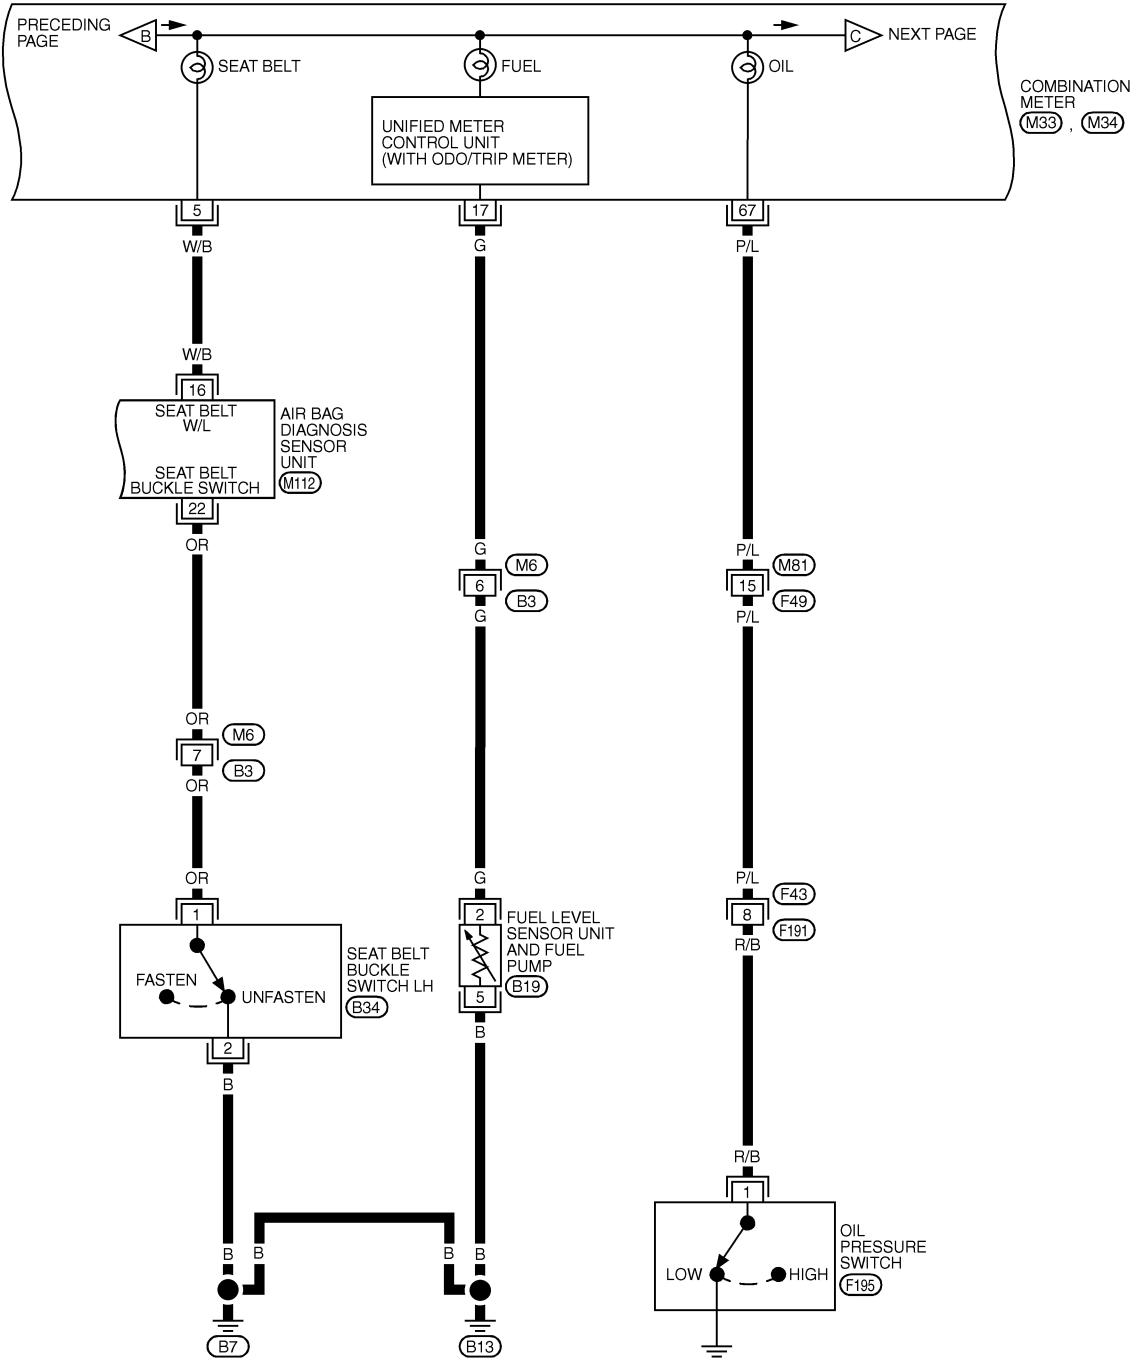 PRECEDING
PAGE
B
C
NEXT PAGE
SEAT BELT
FUEL
OIL
UNIFIED METER
CONTROL UNIT
(WITH ODO/TRIP METER)
COMBINATION
METER
M33 , M34
5
17
67
W/B
G
P/L
W/B
16
SEAT BELT
W/L
SEAT BELT
BUCKLE SWITCH
AIR BAG
DIAGNOSIS
SENSOR
UNIT
M112
22
OR
G
M6
6
B3
G
P/L
M81
15
F49
P/L
OR
M6
7
B3
OR
OR
1
FASTEN
UNFASTEN
SEAT BELT
BUCKLE
SWITCH LH
B34
2
B
G
2
FUEL LEVEL
SENSOR UNIT
AND FUEL
PUMP
B19
5
B
P/L
F43
8
F191
R/B
R/B
1
LOW
HIGH
OIL
PRESSURE
SWITCH
F195
B
B
B
B
B7
B13